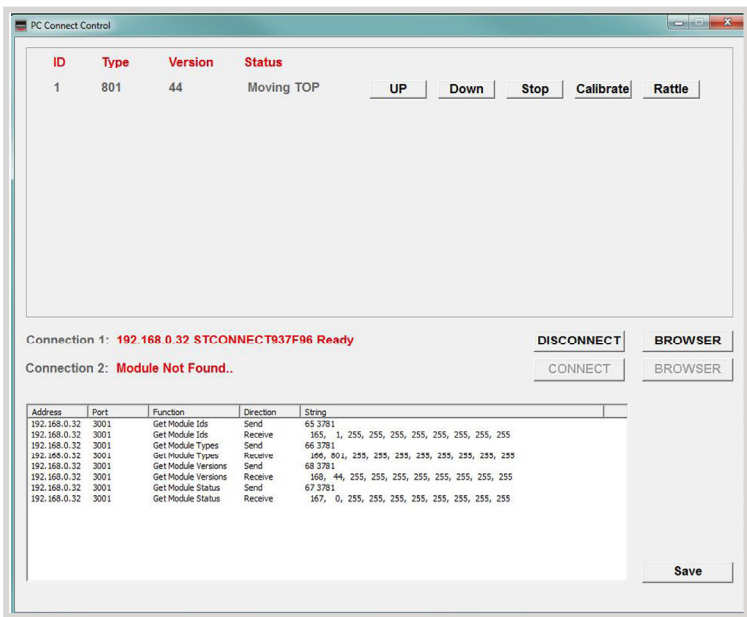 PC Connect Control
ID Type Version Status
1 801 44 Moving TOP UP Down Stop Calibrate Rattle
Connection 1: 192.168.0.32 STCONNECT937F96 Ready DISCONNECT BROWSER
Connection 2: Module Not Found.. CONNECT BROWSER
Address Port Function Direction String
192.168.0.32 3001 Get Module Ids Send 65 3781
192.168.0.32 3001 Get Module Ids Receive 165, 1, 255, 255, 255, 255, 255, 255, 255, 255
192.168.0.32 3001 Get Module Types Send 66 3781
192.168.0.32 3001 Get Module Types Receive 166, 801, 255, 255, 255, 255, 255, 255, 255, 255
192.168.0.32 3001 Get Module Versions Send 68 3781
192.168.0.32 3001 Get Module Versions Receive 168, 44, 255, 255, 255, 255, 255, 255, 255, 255
192.168.0.32 3001 Get Module Status Send 67 3781
192.168.0.32 3001 Get Module Status Receive 167, 0, 255, 255, 255, 255, 255, 255, 255, 255
Save